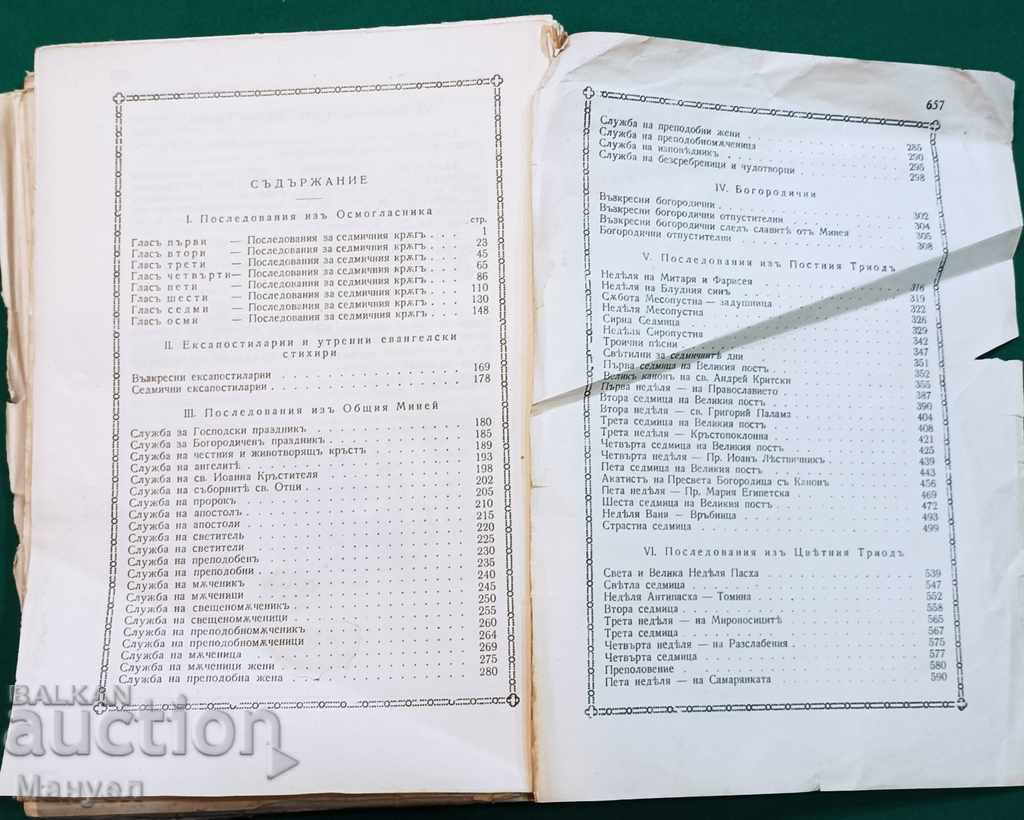 СЪДЪРЖАНИЕ
I. Последования изъ Осмогласника
стр.
Гласъ първи — Последования за седмичния крѫгъ . . . 1
Гласъ втори — Последования за седмичния крѫгъ . . . 23
Гласъ трети — Последования за седмичния крѫгъ . . . 45
Гласъ четвърти — Последования за седмичния крѫгъ . . . 65
Гласъ пети — Последования за седмичния крѫгъ . . . 86
Гласъ шести — Последования за седмичния крѫгъ . . . 110
Гласъ седми — Последования за седмичния крѫгъ . . . 130
Гласъ осми — Последования за седмичния крѫгъ . . . 148
II. Ексапостиларии и утренни евангелски
стихири
Възкресни ексапостиларии . . . 169
Седмични ексапостиларии . . . 178
III. Последования изъ Общия Миней
Служба за Господски праздникъ . . . 180
Служба за Богородиченъ праздникъ . . . 185
Служба на честния и животворящъ кръстъ . . . 189
Служба на ангелитѣ . . . 193
Служба на св. Иоанна Кръстителя . . . 198
Служба на съборнитѣ св. Отци . . . 202
Служба на пророкъ . . . 205
Служба на апостолъ . . . 210
Служба на апостоли . . . 215
Служба на светитель . . . 220
Служба на светители . . . 225
Служба на преподобенъ . . . 230
Служба на преподобни . . . 235
Служба на мѫченикъ . . . 240
Служба на мѫченици . . . 245
Служба на свещеномѫченикъ . . . 250
Служба на свещеномѫченици . . . 255
Служба на преподобномѫченикъ . . . 260
Служба на преподобномѫченици . . . 264
Служба на мѫченица . . . 269
Служба на мѫченици жени . . . 275
Служба на преподобна жена . . . 280
657
Служба на преподобни жени . . . 285
Служба на преподобномѫченица . . . 290
Служба на изповѣдникъ . . . 295
Служба на безсребреници и чудотворци . . . 298
IV. Богородични
Възкресни богородични . . . 302
Възкресни богородични отпустителни . . . 304
Възкресни богородични следъ славитѣ отъ Минея . . . 305
Богородични отпустителни . . . 308
V. Последования изъ Постния Триодъ
Недѣля на Митаря и Фарисея . . . 316
Недѣля на Блудния синъ . . . 319
Сѫбота Месопустна — задушница . . . 322
Недѣля Месопустна . . . 326
Сирна Седмица . . . 329
Недѣля Сиропустна . . . 342
Троични пѣсни . . . 347
Свѣтилни за седмичнитѣ дни . . . 351
Първа седмица на Великия постъ . . . 352
Великъ канонъ на св. Андрей Критски . . . 355
Първа недѣля — на Православието . . . 387
Втора седмица на Великия постъ . . . 390
Втора недѣля — св. Григорий Палама . . . 404
Трета седмица на Великия постъ . . . 408
Трета недѣля — Кръстопоклонна . . . 421
Четвърта седмица на Великия постъ . . . 425
Четвърта недѣля — Пр. Иоанъ Лѣствичникъ . . . 439
Пета седмица на Великия постъ . . . 443
Акатистъ на Пресвета Богородица съ Канонъ . . . 456
Пета недѣля — Пр. Мария Египетска . . . 469
Шеста седмица на Великия постъ . . . 472
Недѣля Ваия — Връбница . . . 493
Страстна седмица . . . 499
VI. Последования изъ Цвѣтния Триодъ
Света и Велика Недѣля Пасха . . . 539
Свѣтла седмица . . . 547
Недѣля Антипасха — Томина . . . 552
Втора седмица . . . 558
Трета недѣля — на Мироноситѣ . . . 565
Трета седмица . . . 567
Четвърта недѣля — на Разслабения . . . 575
Четвърта седмица . . . 577
Преполовение . . . 580
Пета недѣля — на Самарянката . . . 590
BALKAN
auction
Мануел